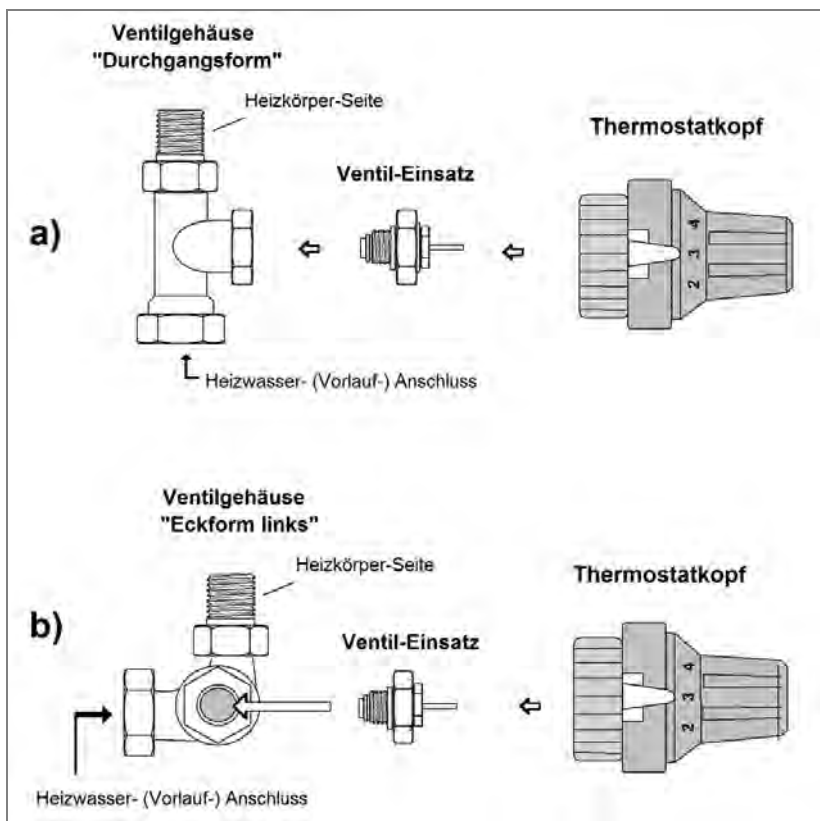 Ventilgehäuse
"Durchgangsform"
Heizkörper-Seite
Thermostatkopf
Ventil-Einsatz
a)
2 3 4
Heizwasser- (Vorlauf-) Anschluss
Ventilgehäuse
"Eckform links"
Heizkörper-Seite
Thermostatkopf
b)
Ventil-Einsatz
2 3 4
Heizwasser- (Vorlauf-) Anschluss